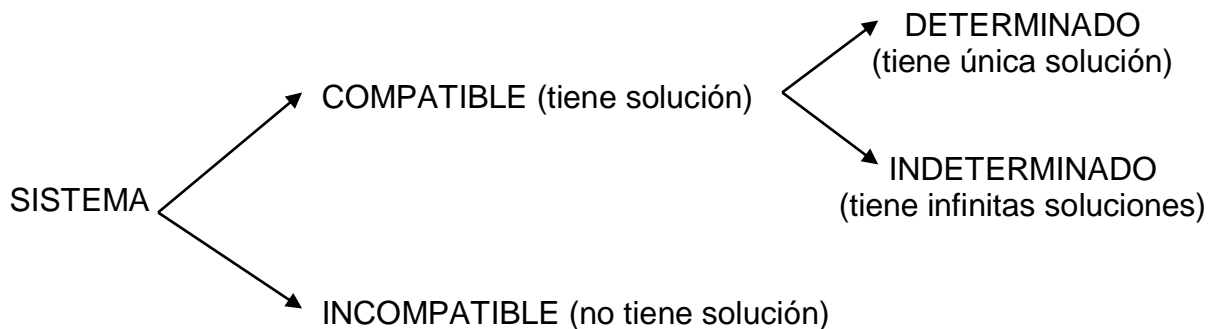 DETERMINADO
(tiene única solución)
COMPATIBLE (tiene solución)
INDETERMINADO
(tiene infinitas soluciones)
SISTEMA
INCOMPATIBLE (no tiene solución)